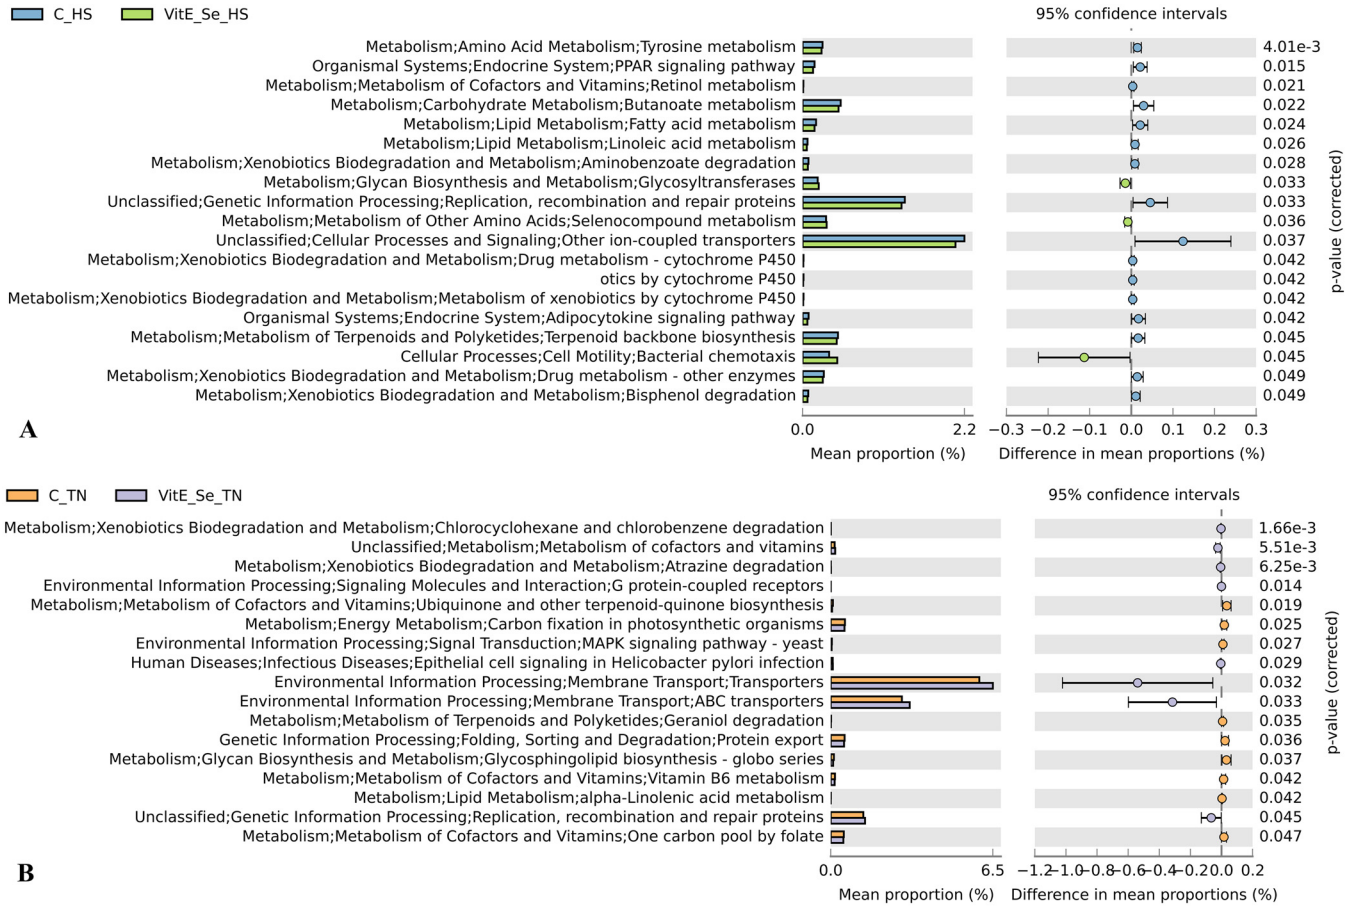 C_HS VitE_Se_HS 95% confidence intervals
Metabolism;Amino Acid Metabolism;Tyrosine metabolism 4.01e-3
Organismal Systems;Endocrine System;PPAR signaling pathway 0.015
Metabolism;Metabolism of Cofactors and Vitamins;Retinol metabolism 0.021
Metabolism;Carbohydrate Metabolism;Butanoate metabolism 0.022
Metabolism;Lipid Metabolism;Fatty acid metabolism 0.024
Metabolism;Lipid Metabolism;Linoleic acid metabolism 0.026
Metabolism;Xenobiotics Biodegradation and Metabolism;Aminobenzoate degradation 0.028
Metabolism;Glycan Biosynthesis and Metabolism;Glycosyltransferases 0.033
Unclassified;Genetic Information Processing;Replication, recombination and repair proteins 0.033
Metabolism;Metabolism of Other Amino Acids;Selenocompound metabolism 0.036
Unclassified;Cellular Processes and Signaling;Other ion-coupled transporters 0.037
Metabolism;Xenobiotics Biodegradation and Metabolism;Drug metabolism - cytochrome P450 0.042
otics by cytochrome P450 0.042
Metabolism;Xenobiotics Biodegradation and Metabolism;Metabolism of xenobiotics by cytochrome P450 0.042
Organismal Systems;Endocrine System;Adipocytokine signaling pathway 0.042
Metabolism;Metabolism of Terpenoids and Polyketides;Terpenoid backbone biosynthesis 0.045
Cellular Processes;Cell Motility;Bacterial chemotaxis 0.045
Metabolism;Xenobiotics Biodegradation and Metabolism;Drug metabolism - other enzymes 0.049
Metabolism;Xenobiotics Biodegradation and Metabolism;Bisphenol degradation 0.049
p-value (corrected)
A 0.0 2.2 −0.3 −0.2 −0.1 0.0 0.1 0.2 0.3
Mean proportion (%) Difference in mean proportions (%)
C_TN VitE_Se_TN 95% confidence intervals
Metabolism;Xenobiotics Biodegradation and Metabolism;Chlorocyclohexane and chlorobenzene degradation 1.66e-3
Unclassified;Metabolism;Metabolism of cofactors and vitamins 5.51e-3
Metabolism;Xenobiotics Biodegradation and Metabolism;Atrazine degradation 6.25e-3
Environmental Information Processing;Signaling Molecules and Interaction;G protein-coupled receptors 0.014
Metabolism;Metabolism of Cofactors and Vitamins;Ubiquinone and other terpenoid-quinone biosynthesis 0.019
Metabolism;Energy Metabolism;Carbon fixation in photosynthetic organisms 0.025
Environmental Information Processing;Signal Transduction;MAPK signaling pathway - yeast 0.027
Human Diseases;Infectious Diseases;Epithelial cell signaling in Helicobacter pylori infection 0.029
Environmental Information Processing;Membrane Transport;Transporters 0.032
Environmental Information Processing;Membrane Transport;ABC transporters 0.033
Metabolism;Metabolism of Terpenoids and Polyketides;Geraniol degradation 0.035
Genetic Information Processing;Folding, Sorting and Degradation;Protein export 0.036
Metabolism;Glycan Biosynthesis and Metabolism;Glycosphingolipid biosynthesis - globo series 0.037
Metabolism;Metabolism of Cofactors and Vitamins;Vitamin B6 metabolism 0.042
Metabolism;Lipid Metabolism;alpha-Linolenic acid metabolism 0.042
Unclassified;Genetic Information Processing;Replication, recombination and repair proteins 0.045
Metabolism;Metabolism of Cofactors and Vitamins;One carbon pool by folate 0.047
p-value (corrected)
B 0.0 6.5 −1.2 −1.0 −0.8 −0.6 −0.4 −0.2 0.0 0.2
Mean proportion (%) Difference in mean proportions (%)